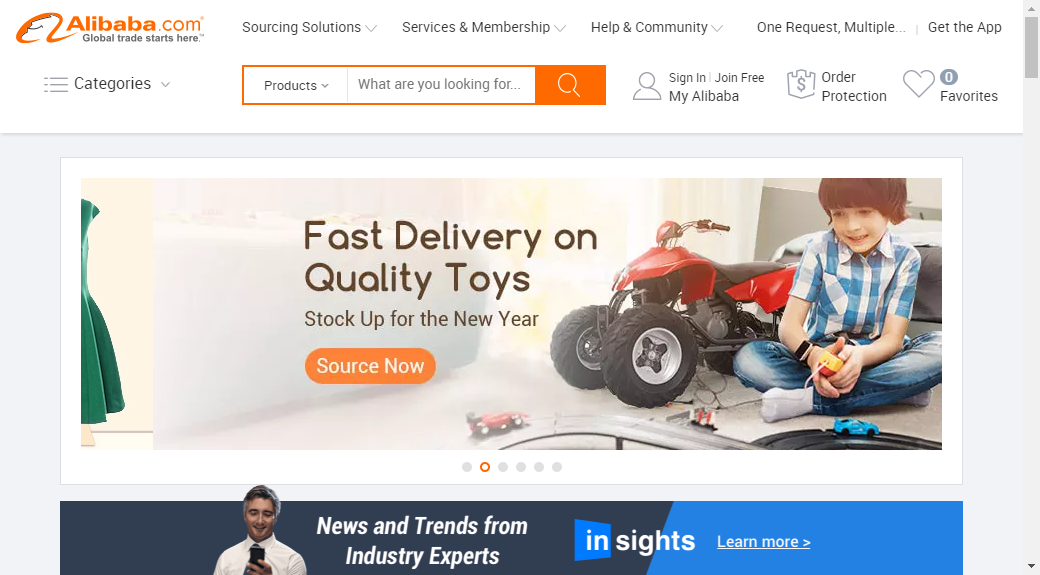 Alibaba.com
Global trade starts here.™
Sourcing Solutions
Services & Membership
Help & Community
One Request, Multiple...
Get the App
Categories
Products
What are you looking for...
Sign In
Join Free
My Alibaba
Order
Protection
0
Favorites
Fast Delivery on
Quality Toys
Stock Up for the New Year
Source Now
News and Trends from
Industry Experts
in sights
Learn more >